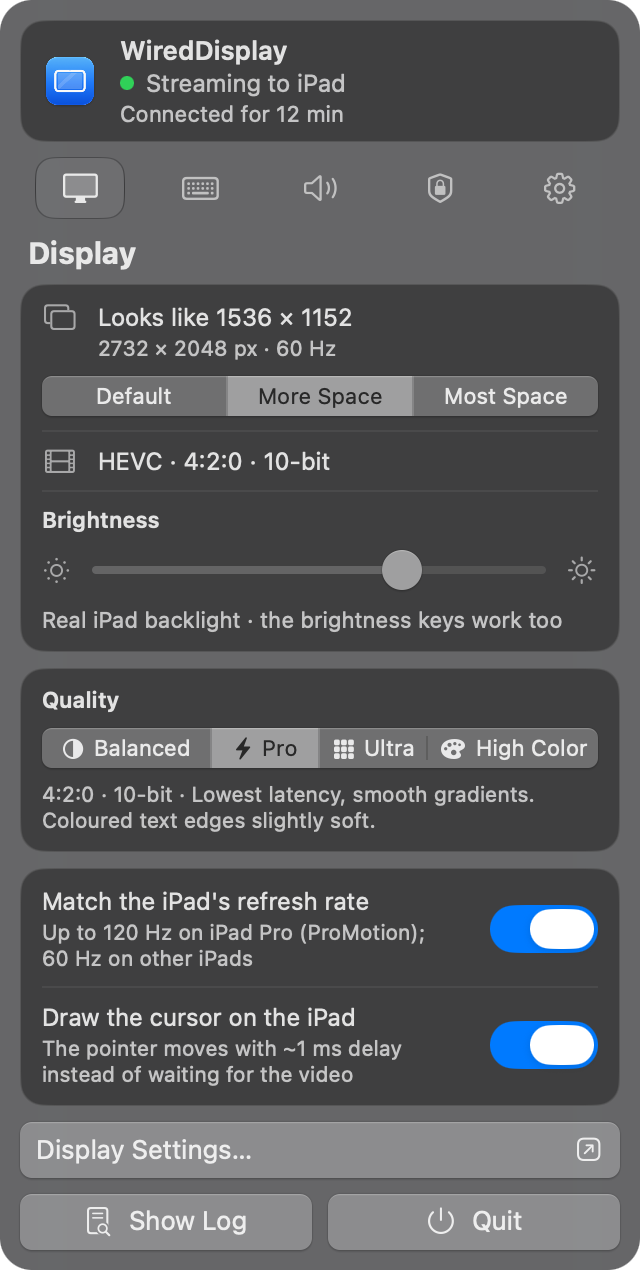 WiredDisplay
Streaming to iPad
Connected for 12 min
Display
Looks like 1536 × 1152
2732 × 2048 px · 60 Hz
Default More Space Most Space
HEVC · 4:2:0 · 10-bit
Brightness
Real iPad backlight · the brightness keys work too
Quality
Balanced Pro Ultra High Color
4:2:0 · 10-bit · Lowest latency, smooth gradients.
Coloured text edges slightly soft.
Match the iPad's refresh rate
Up to 120 Hz on iPad Pro (ProMotion);
60 Hz on other iPads
Draw the cursor on the iPad
The pointer moves with ~1 ms delay
instead of waiting for the video
Display Settings...
Show Log Quit